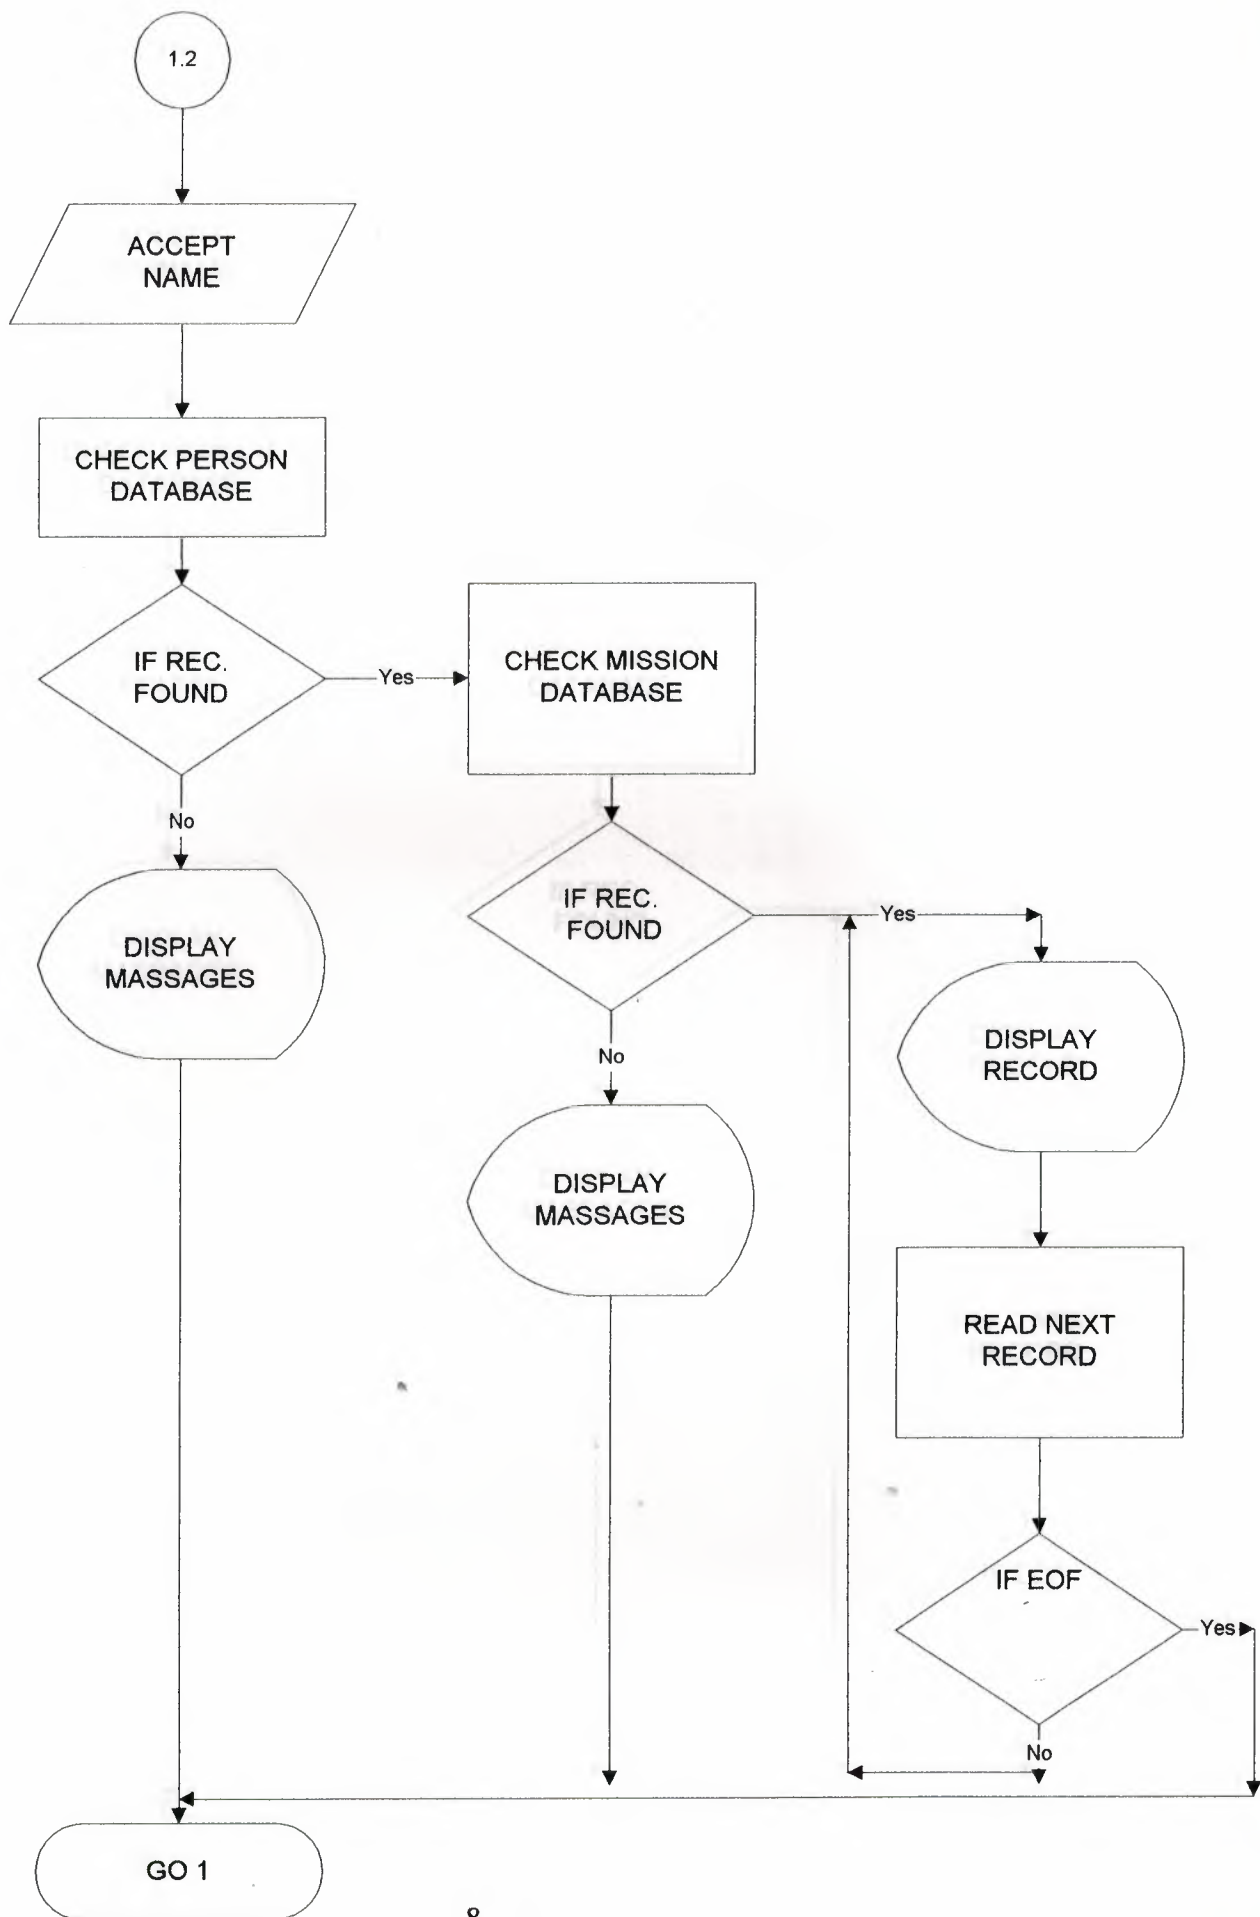 1.2
ACCEPT
NAME
CHECK PERSON
DATABASE
IF REC.
FOUND
Yes
CHECK MISSION
DATABASE
No
DISPLAY
MASSAGES
IF REC.
FOUND
Yes
No
DISPLAY
MASSAGES
DISPLAY
RECORD
READ NEXT
RECORD
IF EOF
Yes
No
GO 1
8